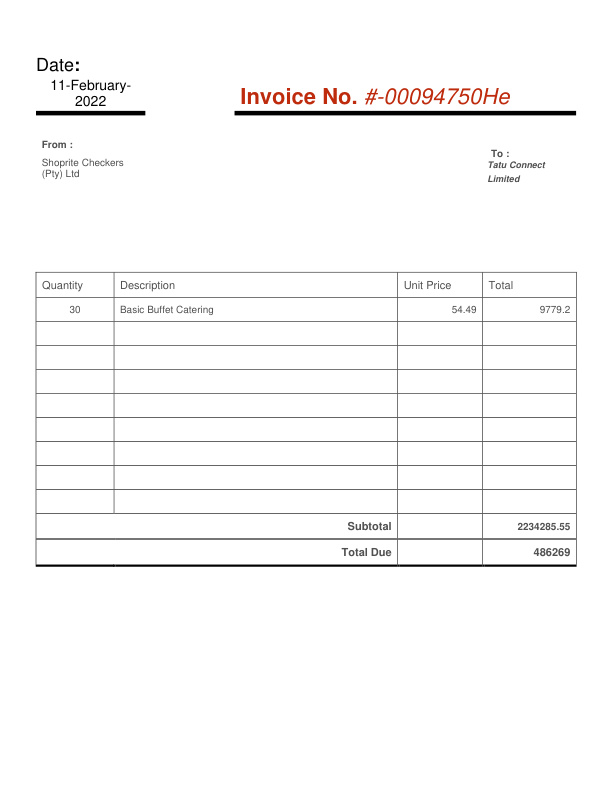 Date:
11-February-
2022
Invoice No. #-00094750He
From :
Shoprite Checkers
(Pty) Ltd
To :
Tatu Connect
Limited
Quantity Description Unit Price Total
30 Basic Buffet Catering 54.49 9779.2
Subtotal 2234285.55
Total Due 486269